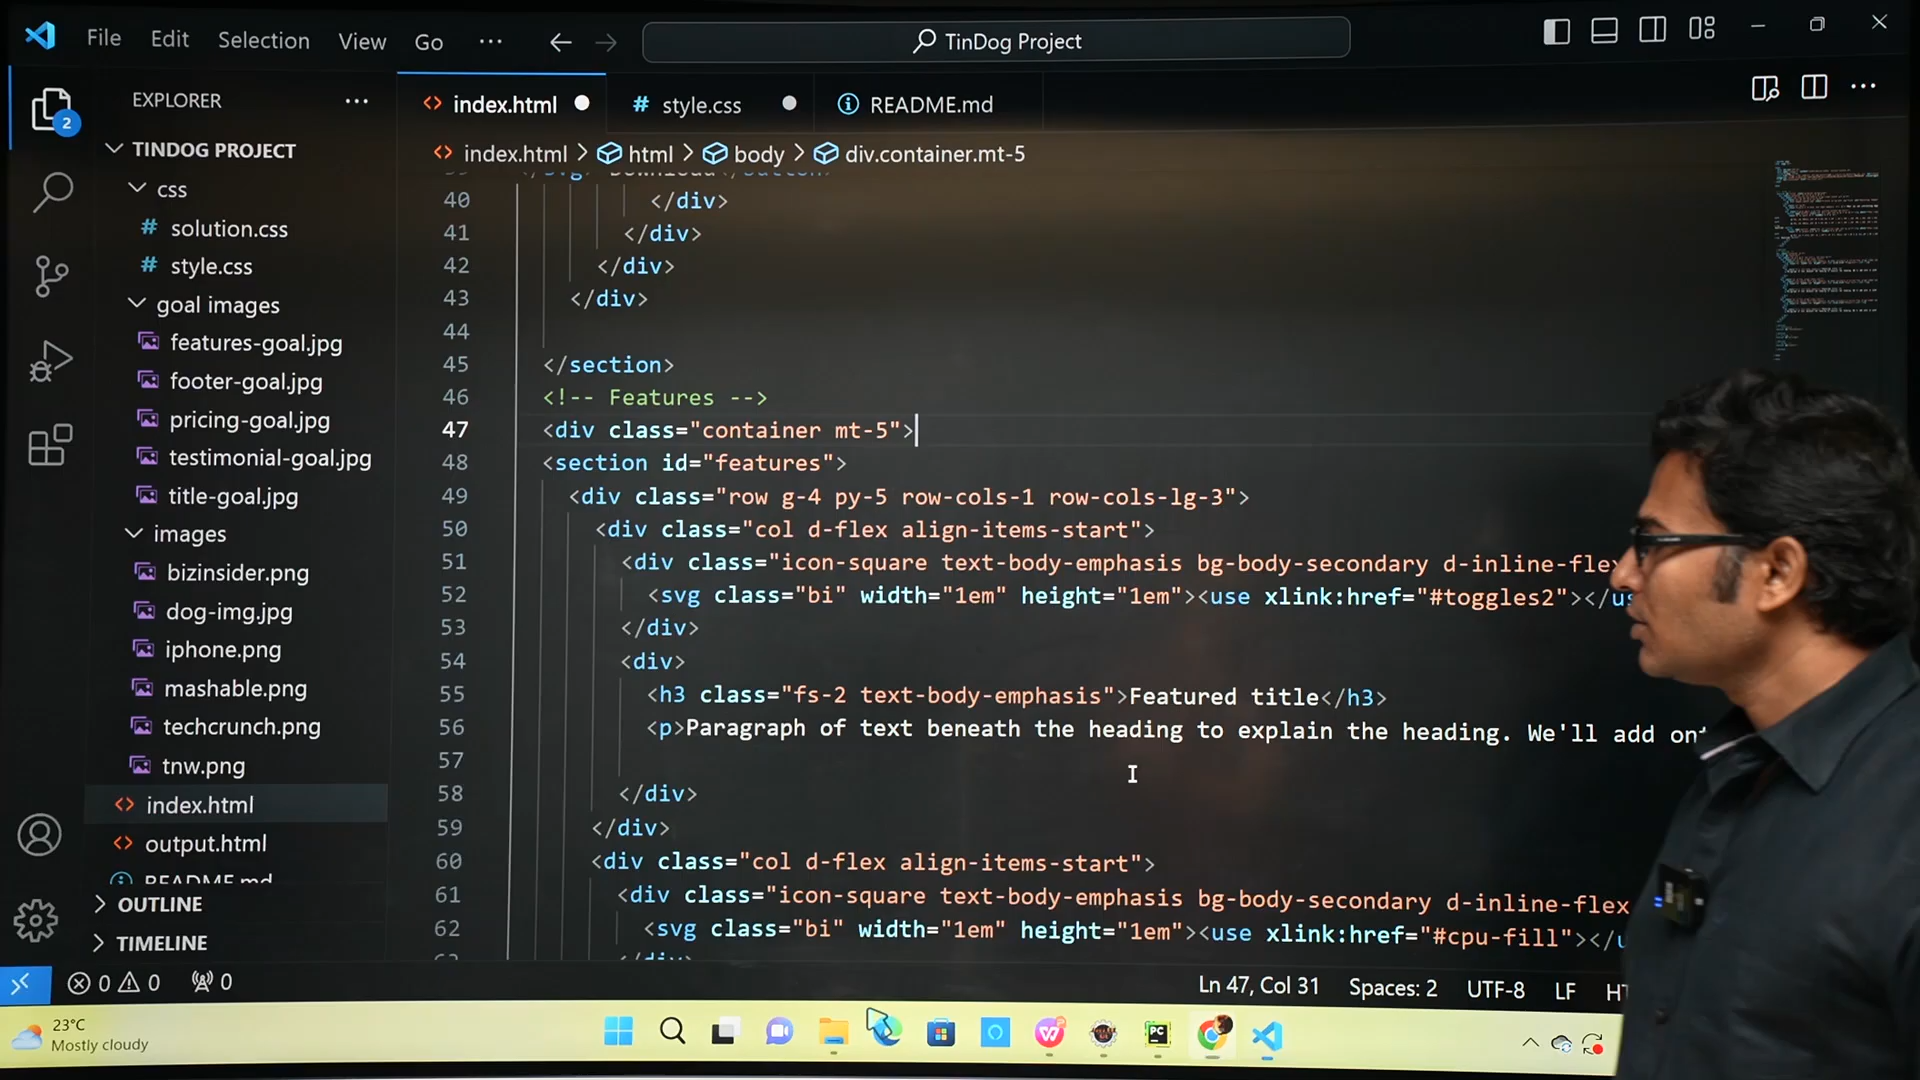 File Edit Selection View Go ··· TinDog Project
EXPLORER ···
2
TINDOG PROJECT
css
# solution.css
# style.css
goal images
features-goal.jpg
footer-goal.jpg
pricing-goal.jpg
testimonial-goal.jpg
title-goal.jpg
images
bizinsider.png
dog-img.jpg
iphone.png
mashable.png
techcrunch.png
tnw.png
<> index.html
<> output.html
README.md
OUTLINE
TIMELINE
<> index.html # style.css README.md
<> index.html > html > body > div.container.mt-5
40 </div>
41 </div>
42 </div>
43 </div>
44
45 </section>
46 <!-- Features -->
47 <div class="container mt-5">
48 <section id="features">
49 <div class="row g-4 py-5 row-cols-1 row-cols-lg-3">
50 <div class="col d-flex align-items-start">
51 <div class="icon-square text-body-emphasis bg-body-secondary d-inline-flex
52 <svg class="bi" width="1em" height="1em"><use xlink:href="#toggles2"></us
53 </div>
54 <div>
55 <h3 class="fs-2 text-body-emphasis">Featured title</h3>
56 <p>Paragraph of text beneath the heading to explain the heading. We'll add ont
57
58 </div>
59 </div>
60 <div class="col d-flex align-items-start">
61 <div class="icon-square text-body-emphasis bg-body-secondary d-inline-flex
62 <svg class="bi" width="1em" height="1em"><use xlink:href="#cpu-fill"></u
0 0 0 Ln 47, Col 31 Spaces: 2 UTF-8 LF
23°C
Mostly cloudy
PC